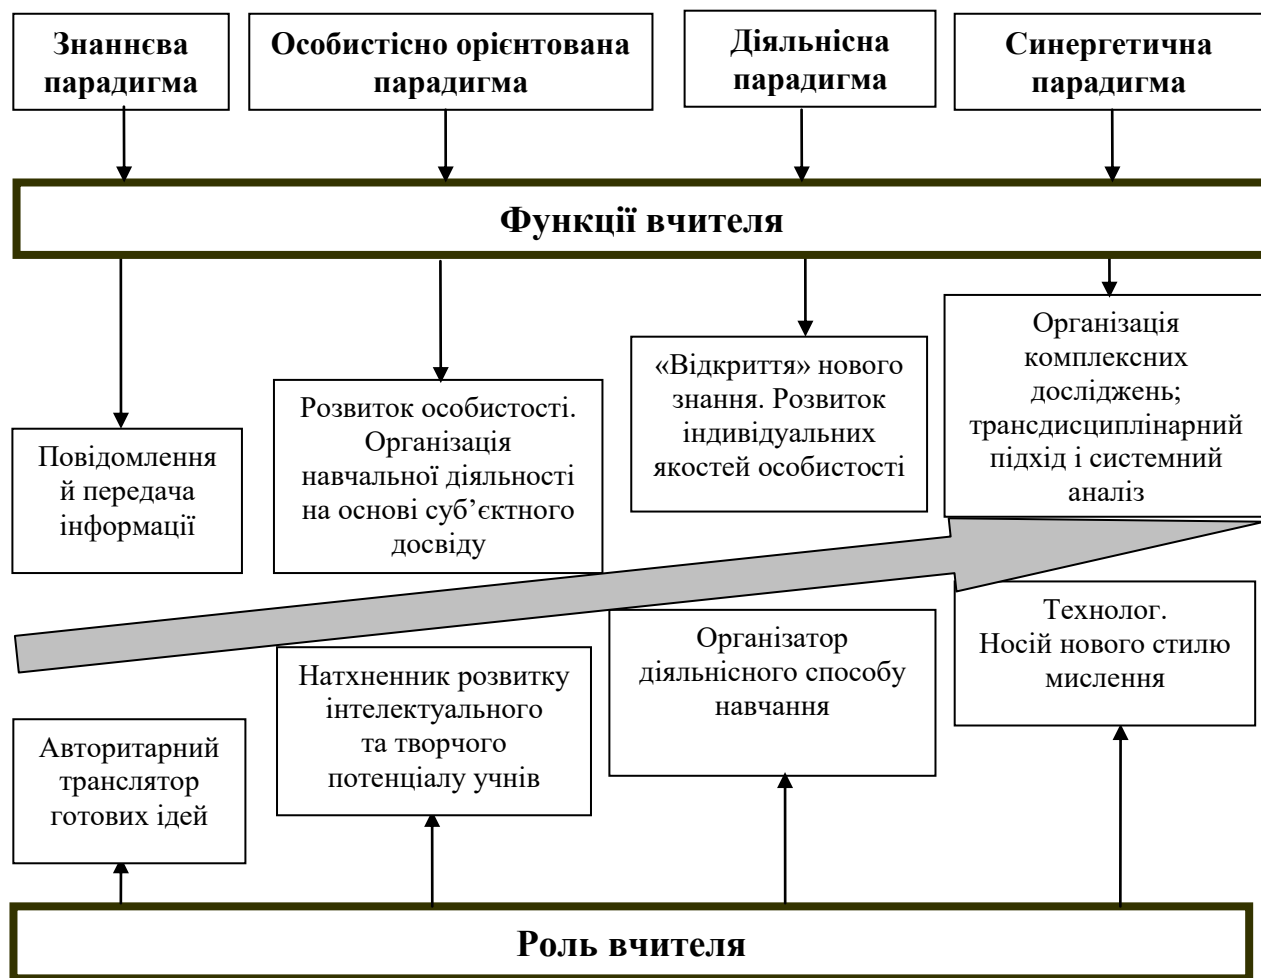 Знаннєва
парадигма
Особистісно орієнтована
парадигма
Діяльнісна
парадигма
Синергетична
парадигма
Функції вчителя
Повідомлення
й передача
інформації
Розвиток особистості.
Організація
навчальної діяльності
на основі суб’єктного
досвіду
«Відкриття» нового
знання. Розвиток
індивідуальних
якостей особистості
Організація
комплексних
досліджень;
трансдисциплінарний
підхід і системний
аналіз
Авторитарний
транслятор
готових ідей
Натхненник розвитку
інтелектуального
та творчого
потенціалу учнів
Організатор
діяльнісного способу
навчання
Технолог.
Носій нового стилю
мислення
Роль вчителя